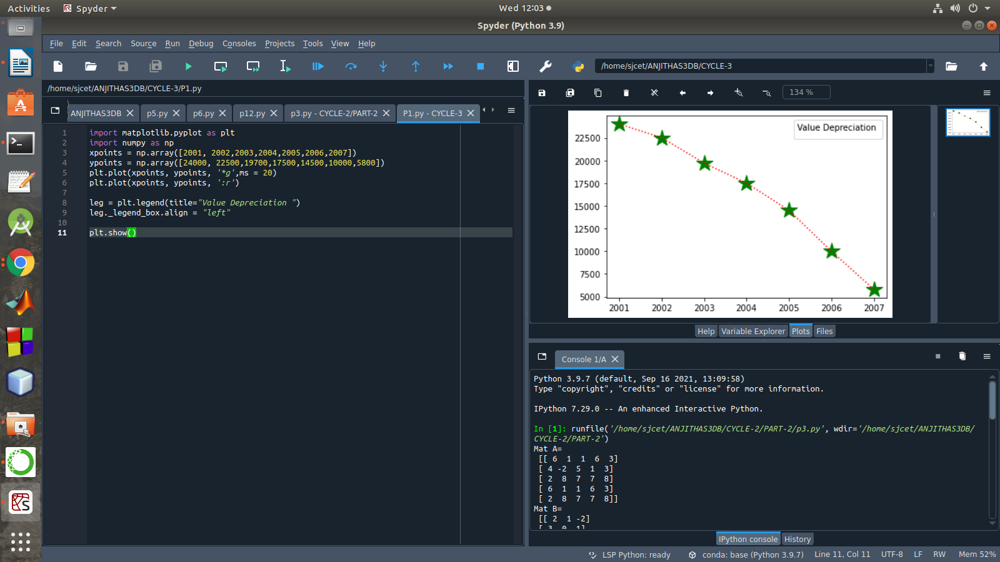 Activities Spyder Wed 12:03
Spyder (Python 3.9)
File Edit Search Source Run Debug Consoles Projects Tools View Help
/home/sjcet/ANJITHAS3DB/CYCLE-3
/home/sjcet/ANJITHAS3DB/CYCLE-3/P1.py
ANJITHAS3DB p5.py p6.py p12.py p3.py - CYCLE-2/PART-2 P1.py - CYCLE-3
1 import matplotlib.pyplot as plt
2 import numpy as np
3 xpoints = np.array([2001, 2002,2003,2004,2005,2006,2007])
4 ypoints = np.array([24000, 22500,19700,17500,14500,10000,5800])
5 plt.plot(xpoints, ypoints, '*g',ms = 20)
6 plt.plot(xpoints, ypoints, ':r')
7
8 leg = plt.legend(title="Value Depreciation ")
9 leg._legend_box.align = "left"
10
11 plt.show()
134 %
Value Depreciation
22500
20000
17500
15000
12500
10000
7500
5000
2001 2002 2003 2004 2005 2006 2007
Help Variable Explorer Plots Files
Console 1/A
Python 3.9.7 (default, Sep 16 2021, 13:09:58)
Type "copyright", "credits" or "license" for more information.
IPython 7.29.0 -- An enhanced Interactive Python.
In [1]: runfile('/home/sjcet/ANJITHAS3DB/CYCLE-2/PART-2/p3.py', wdir='/home/sjcet/ANJITHAS3DB/
CYCLE-2/PART-2')
Mat A=
[[ 6 1 1 6 3]
[ 4 -2 5 1 3]
[ 2 8 7 7 8]
[ 6 1 1 6 3]
[ 2 8 7 7 8]]
Mat B=
[[ 2 1 -2]
[ 3 0 1]
IPython console History
LSP Python: ready conda: base (Python 3.9.7) Line 11, Col 11 UTF-8 LF RW Mem 52%